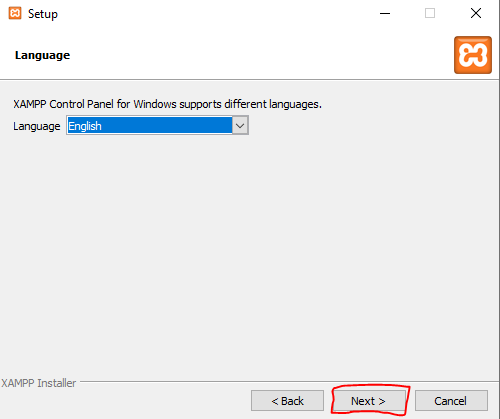 Setup
Language
XAMPP Control Panel for Windows supports different languages.
Language English
XAMPP Installer
< Back Next > Cancel